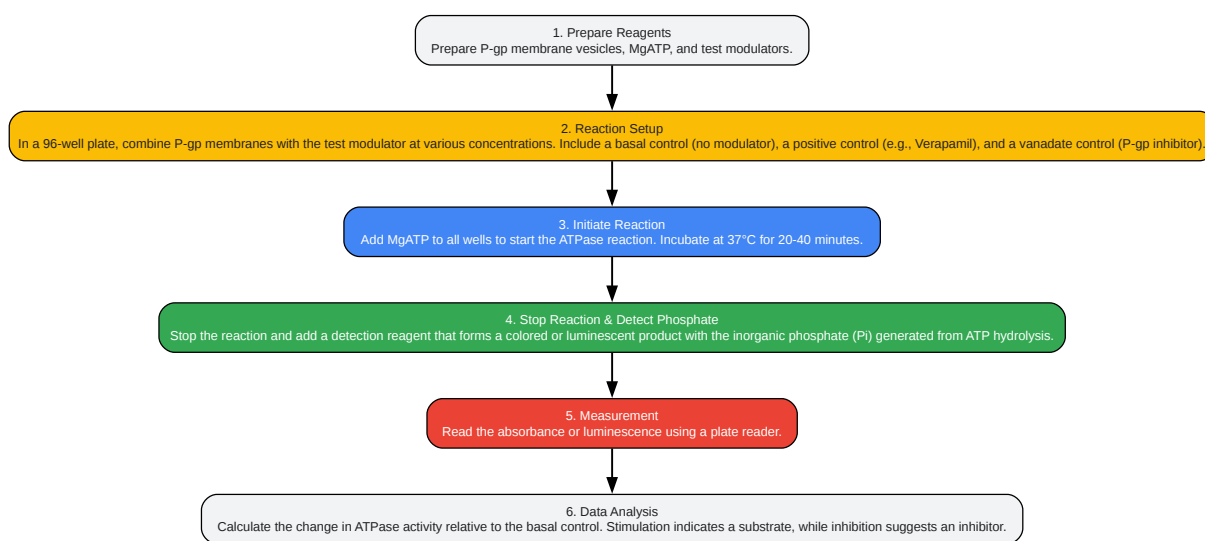 1. Prepare Reagents
Prepare P-gp membrane vesicles, MgATP, and test modulators.
2. Reaction Setup
In a 96-well plate, combine P-gp membranes with the test modulator at various concentrations. Include a basal control (no modulator), a positive control (e.g., Verapamil), and a vanadate control (P-gp inhibitor).
3. Initiate Reaction
Add MgATP to all wells to start the ATPase reaction. Incubate at 37°C for 20-40 minutes.
4. Stop Reaction & Detect Phosphate
Stop the reaction and add a detection reagent that forms a colored or luminescent product with the inorganic phosphate (Pi) generated from ATP hydrolysis.
5. Measurement
Read the absorbance or luminescence using a plate reader.
6. Data Analysis
Calculate the change in ATPase activity relative to the basal control. Stimulation indicates a substrate, while inhibition suggests an inhibitor.